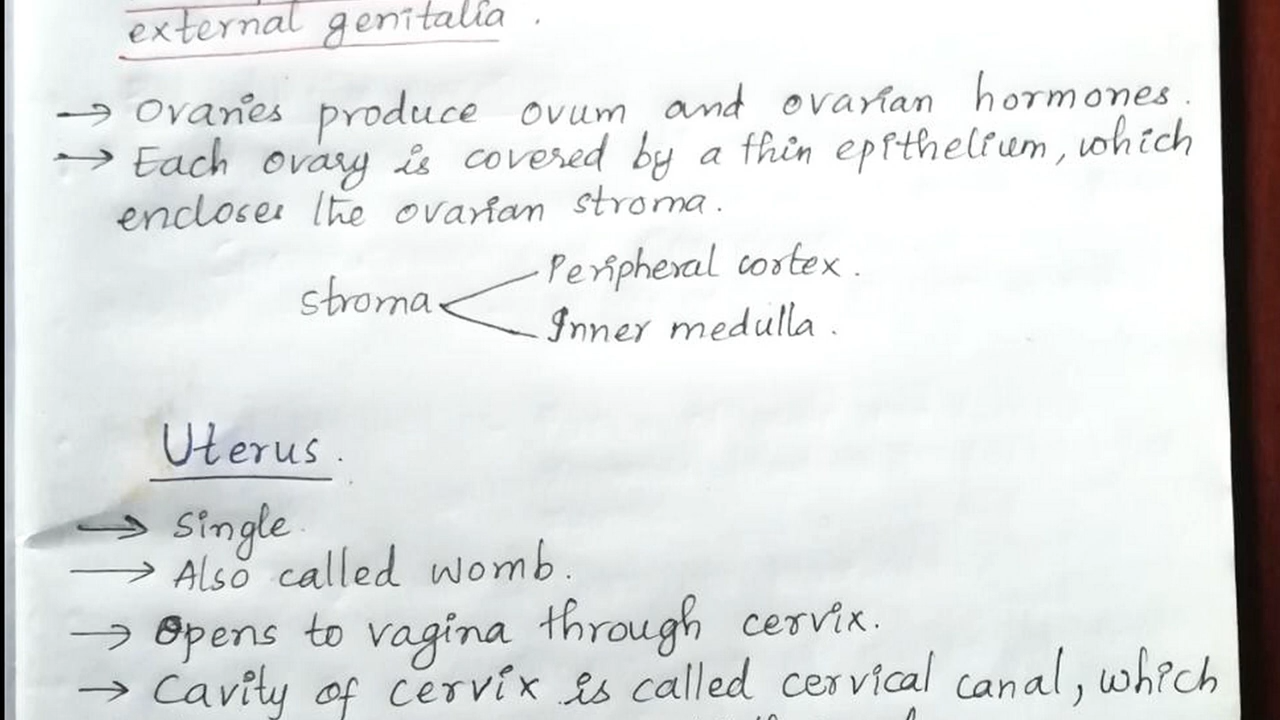 external genitalia.
→ Ovaries produce ovum and ovarian hormones.
→ Each ovary is covered by a thin epithelium, which
encloses the ovarian stroma.
Peripheral cortex.
stroma
Inner medulla.
Uterus.
→ Single.
→ Also called womb.
→ Opens to vagina through cervix.
→ Cavity of cervix is called cervical canal, which